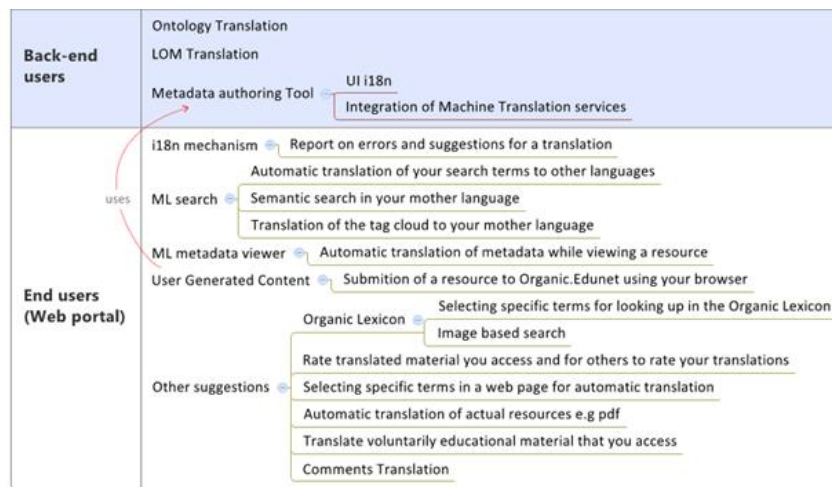 Back-end
users
Ontology Translation
LOM Translation
Metadata authoring Tool
UI i18n
Integration of Machine Translation services
uses
End users
(Web portal)
i18n mechanism
Report on errors and suggestions for a translation
ML search
Automatic translation of your search terms to other languages
Semantic search in your mother language
Translation of the tag cloud to your mother language
ML metadata viewer
Automatic translation of metadata while viewing a resource
User Generated Content
Submition of a resource to Organic.Edunet using your browser
Other suggestions
Organic Lexicon
Selecting specific terms for looking up in the Organic Lexicon
Image based search
Rate translated material you access and for others to rate your translations
Selecting specific terms in a web page for automatic translation
Automatic translation of actual resources e.g pdf
Translate voluntarily educational material that you access
Comments Translation